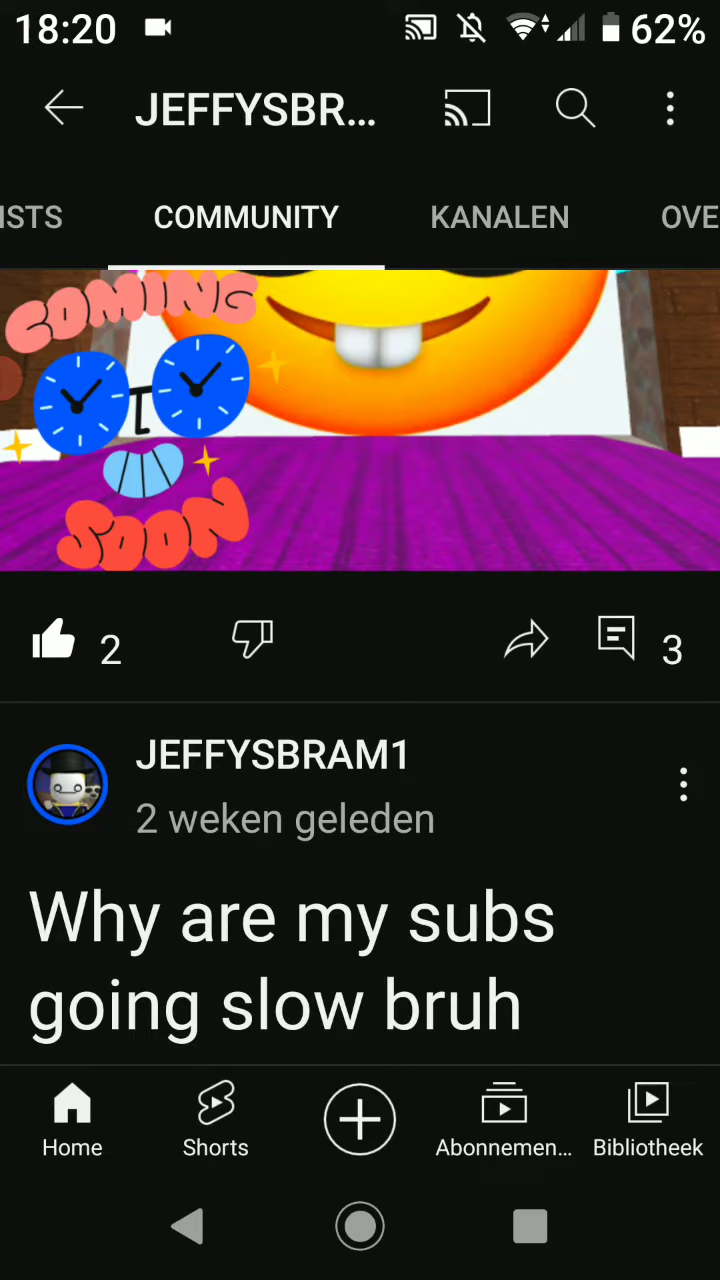 18:20 62%
JEFFYSBR...
ISTS COMMUNITY KANALEN OVE
COMING
SOON
2 3
JEFFYSBRAM1
2 weken geleden
Why are my subs
going slow bruh
Home Shorts Abonnemen... Bibliotheek